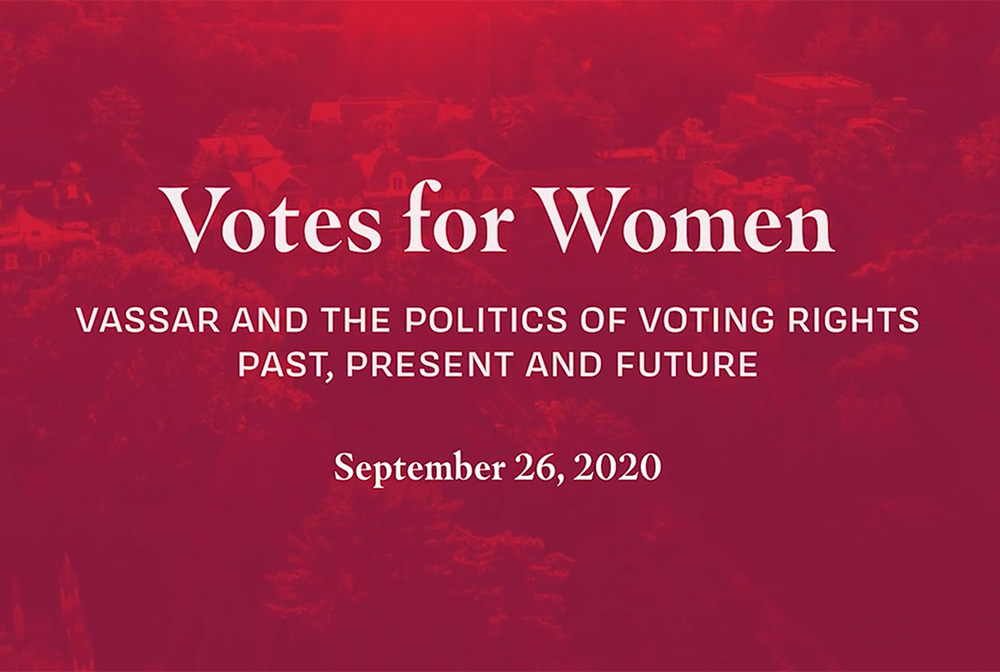 Votes for Women
VASSAR AND THE POLITICS OF VOTING RIGHTS
PAST, PRESENT AND FUTURE
September 26, 2020